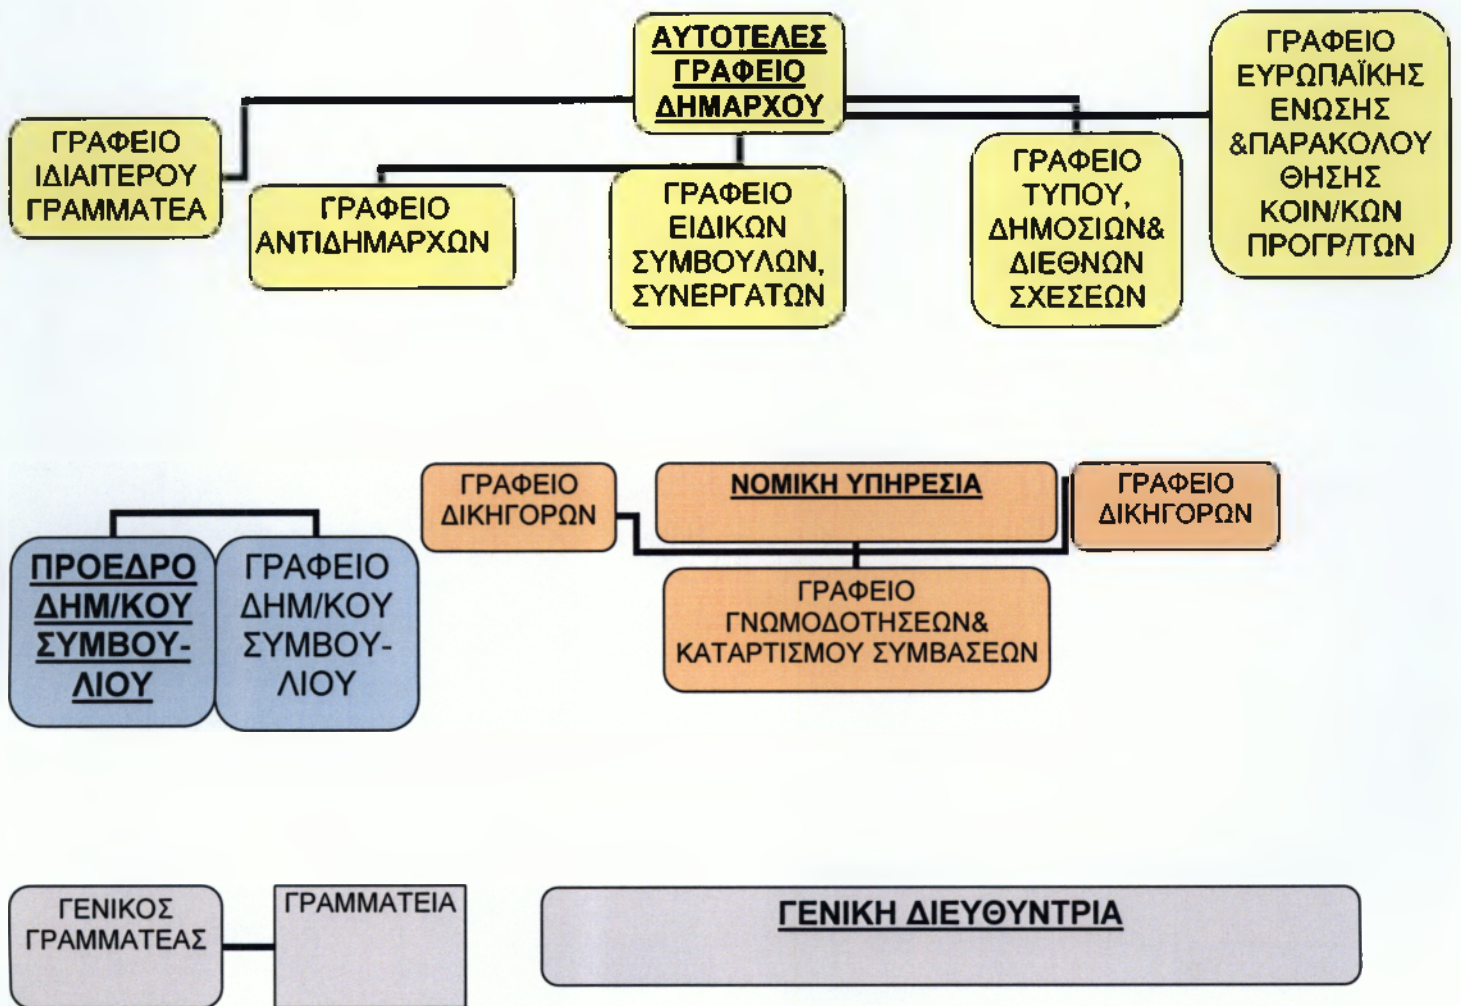 ΑΥΤΟΤΕΛΕΣ
ΓΡΑΦΕΙΟ
ΔΗΜΑΡΧΟΥ
ΓΡΑΦΕΙΟ
ΙΔΙΑΙΤΕΡΟΥ
ΓΡΑΜΜΑΤΕΑ
ΓΡΑΦΕΙΟ
ΑΝΤΙΔΗΜΑΡΧΩΝ
ΓΡΑΦΕΙΟ
ΕΙΔΙΚΩΝ
ΣΥΜΒΟΥΛΩΝ,
ΣΥΝΕΡΓΑΤΩΝ
ΓΡΑΦΕΙΟ
ΤΥΠΟΥ,
ΔΗΜΟΣΙΩΝ&
ΔΙΕΘΝΩΝ
ΣΧΕΣΕΩΝ
ΓΡΑΦΕΙΟ
ΕΥΡΩΠΑΪΚΗΣ
ΕΝΩΣΗΣ
&ΠΑΡΑΚΟΛΟΥ
ΘΗΣΗΣ
ΚΟΙΝ/ΚΩΝ
ΠΡΟΓΡ/ΤΩΝ
ΠΡΟΕΔΡΟ
ΔΗΜ/ΚΟΥ
ΣΥΜΒΟΥ-
ΛΙΟΥ
ΓΡΑΦΕΙΟ
ΔΗΜ/ΚΟΥ
ΣΥΜΒΟΥ-
ΛΙΟΥ
ΓΡΑΦΕΙΟ
ΔΙΚΗΓΟΡΩΝ
ΝΟΜΙΚΗ ΥΠΗΡΕΣΙΑ
ΓΡΑΦΕΙΟ
ΔΙΚΗΓΟΡΩΝ
ΓΡΑΦΕΙΟ
ΓΝΩΜΟΔΟΤΗΣΕΩΝ&
ΚΑΤΑΡΤΙΣΜΟΥ ΣΥΜΒΑΣΕΩΝ
ΓΕΝΙΚΟΣ
ΓΡΑΜΜΑΤΕΑΣ
ΓΡΑΜΜΑΤΕΙΑ
ΓΕΝΙΚΗ ΔΙΕΥΘΥΝΤΡΙΑ